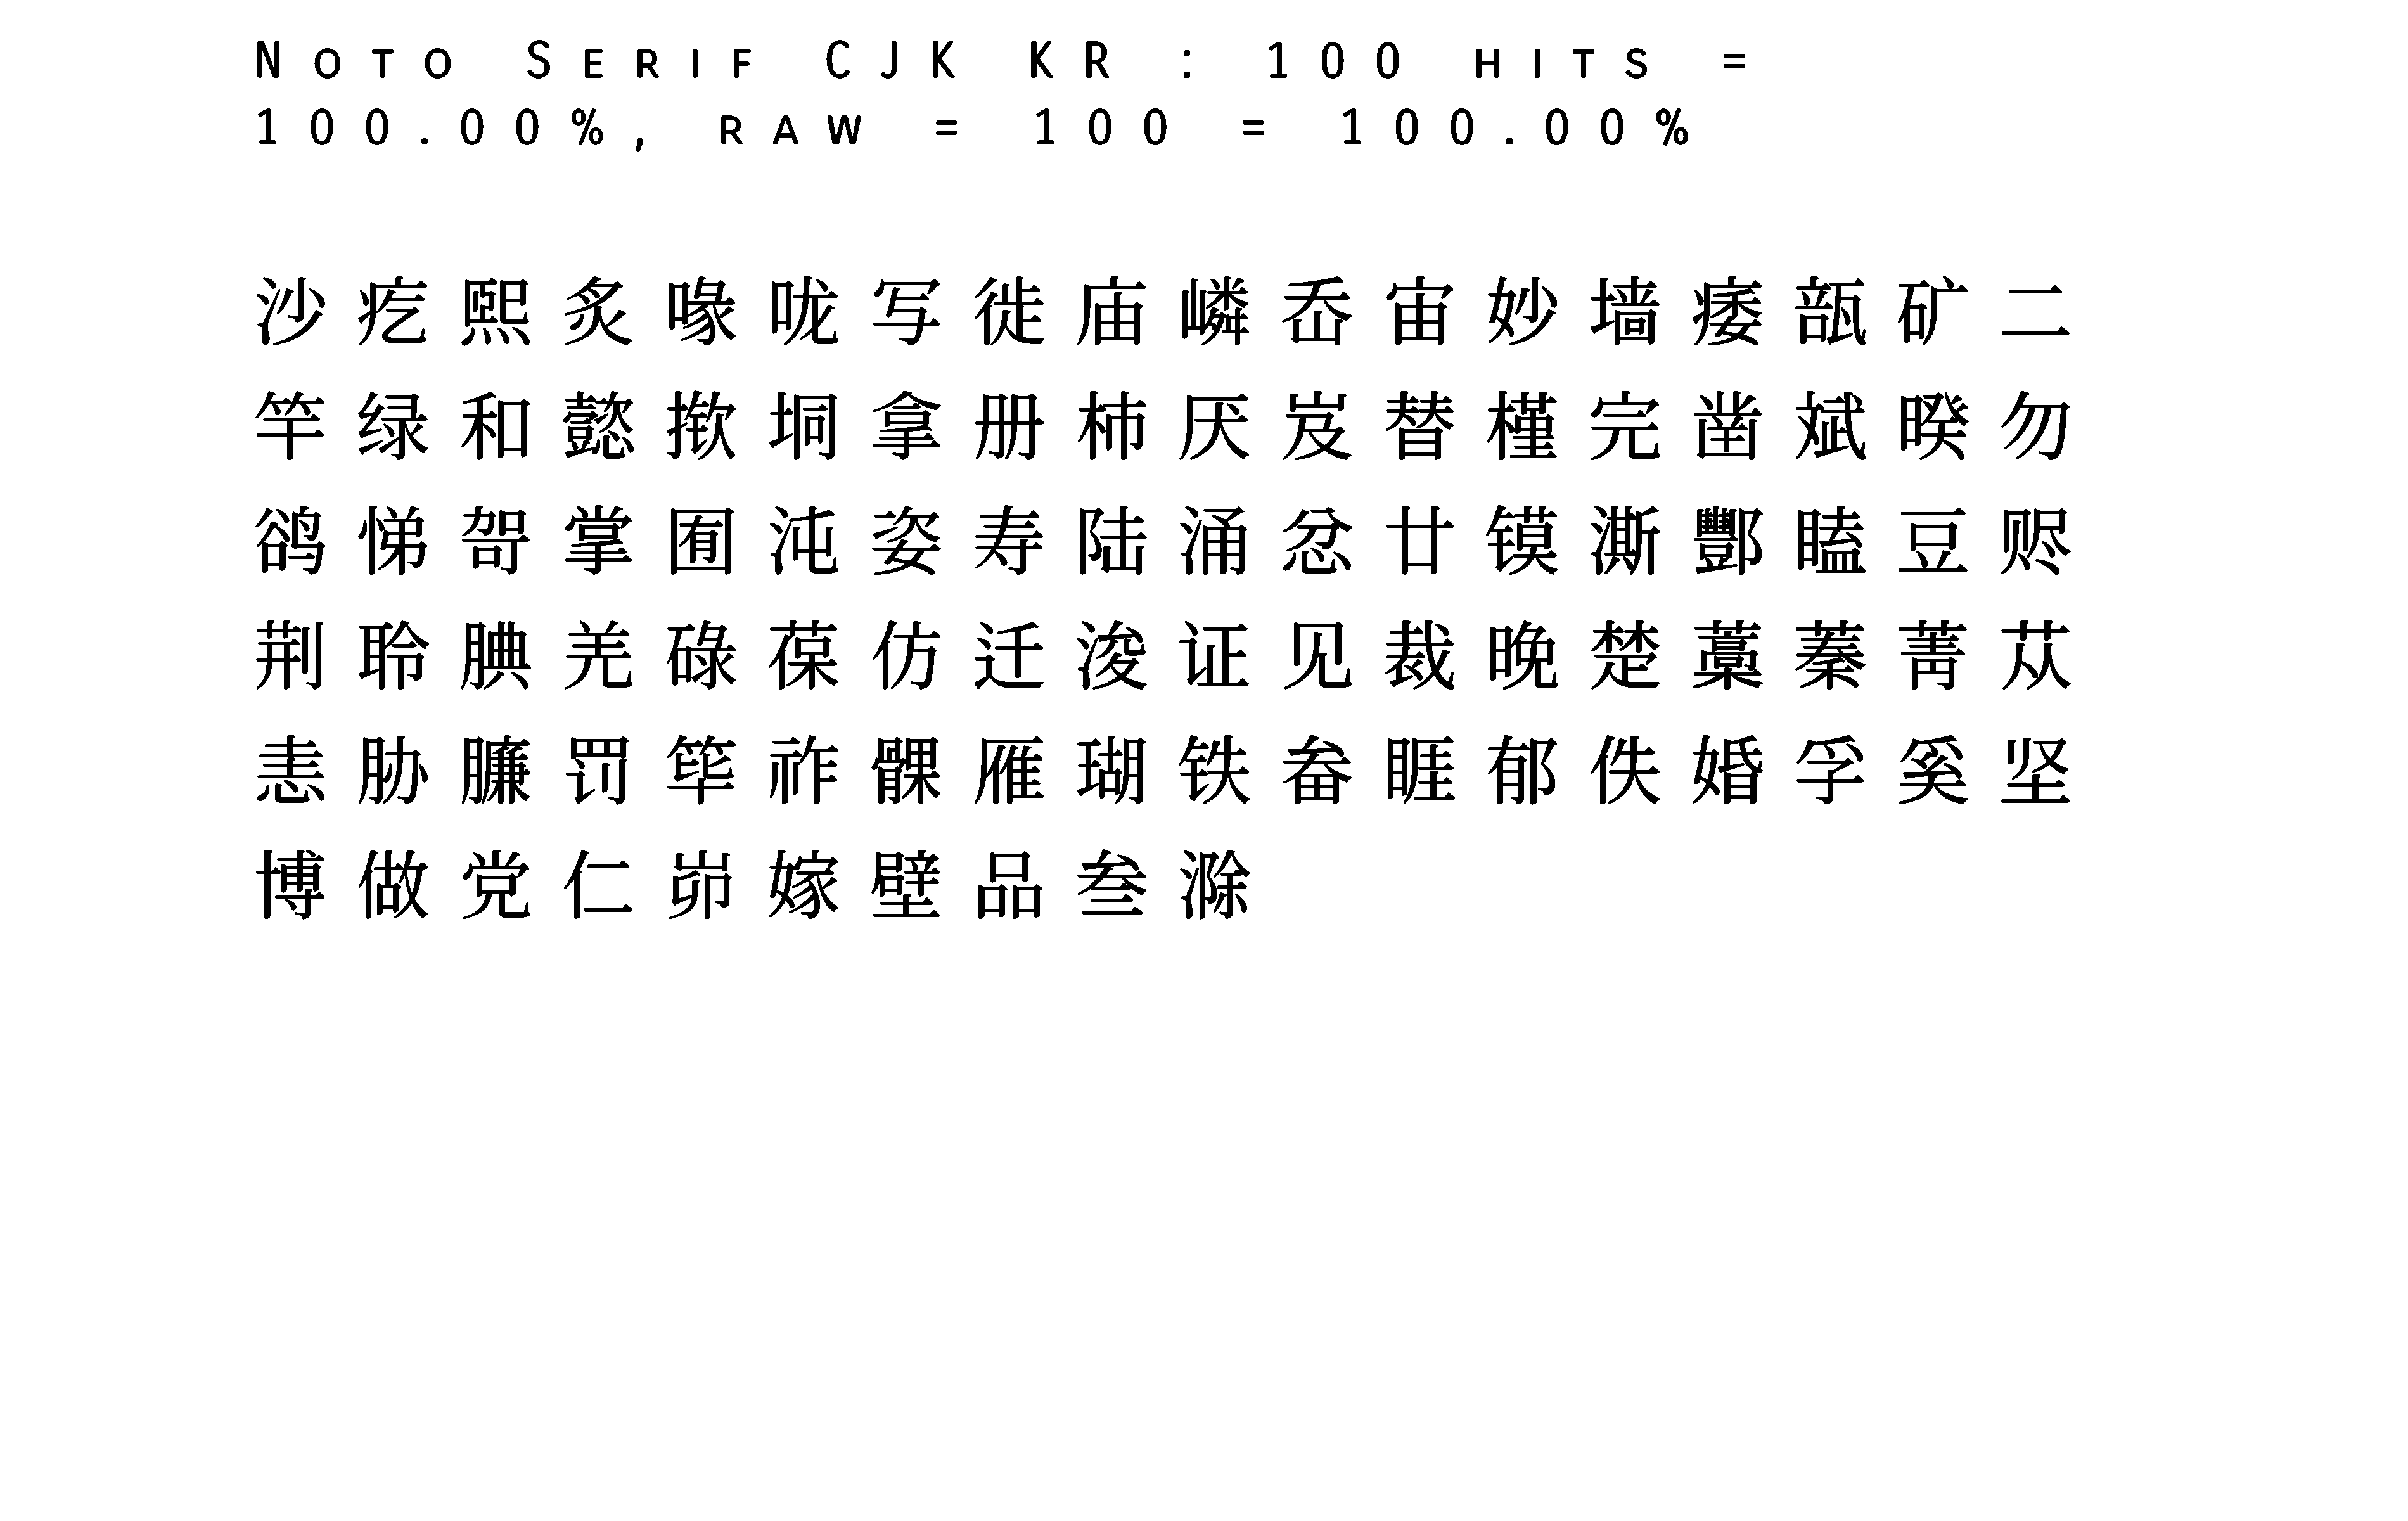 Noto Serif CJK KR : 100 hits =
100.00%, raw = 100 = 100.00%
沙疙熙炙喙咙写徙庙嶙岙宙妙墙痿瓿矿二
竿绿和懿揿垌拿册柿厌岌替槿完凿斌暌勿
鹆悌哿掌囿沌姿寿陆涌忿廿镆澌酆瞌豆赆
荆聆腆羌碌葆仿迁浚证见裁晚楚藁蓁菁苁
恚胁臁罚筚祚髁雁瑚铁畚睚郁佚婚孚奚坚
博做党仁峁嫁壁品叁滁